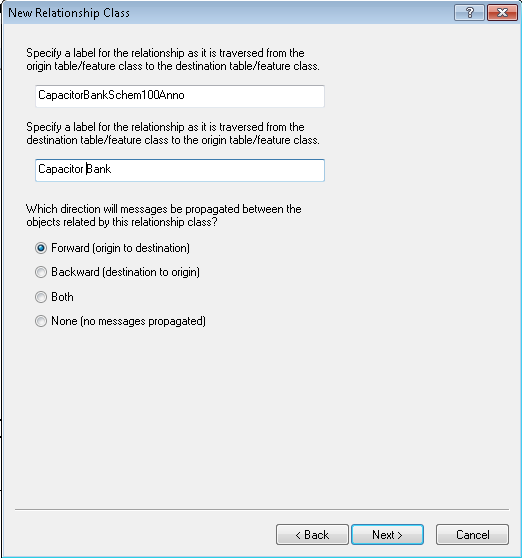 New Relationship Class
Specify a label for the relationship as it is traversed from the
origin table/feature class to the destination table/feature class.
CapacitorBankSchem100Anno
Specify a label for the relationship as it is traversed from the
destination table/feature class to the origin table/feature class.
Capacitor Bank
Which direction will messages be propagated between the
objects related by this relationship class?
Forward (origin to destination)
Backward (destination to origin)
Both
None (no messages propagated)
< Back Next > Cancel